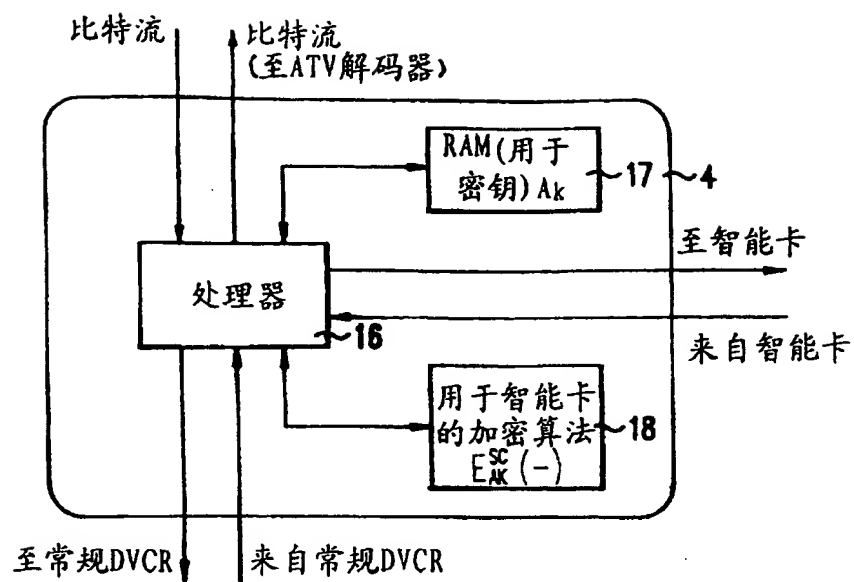 比特流
比特流
(至ATV解码器)
RAM(用于
密钥)Ak
17
4
至智能卡
处理器
16
来自智能卡
用于智能卡
的加密算法
E^SC_AK(-)
18
至常规DVCR
来自常规DVCR